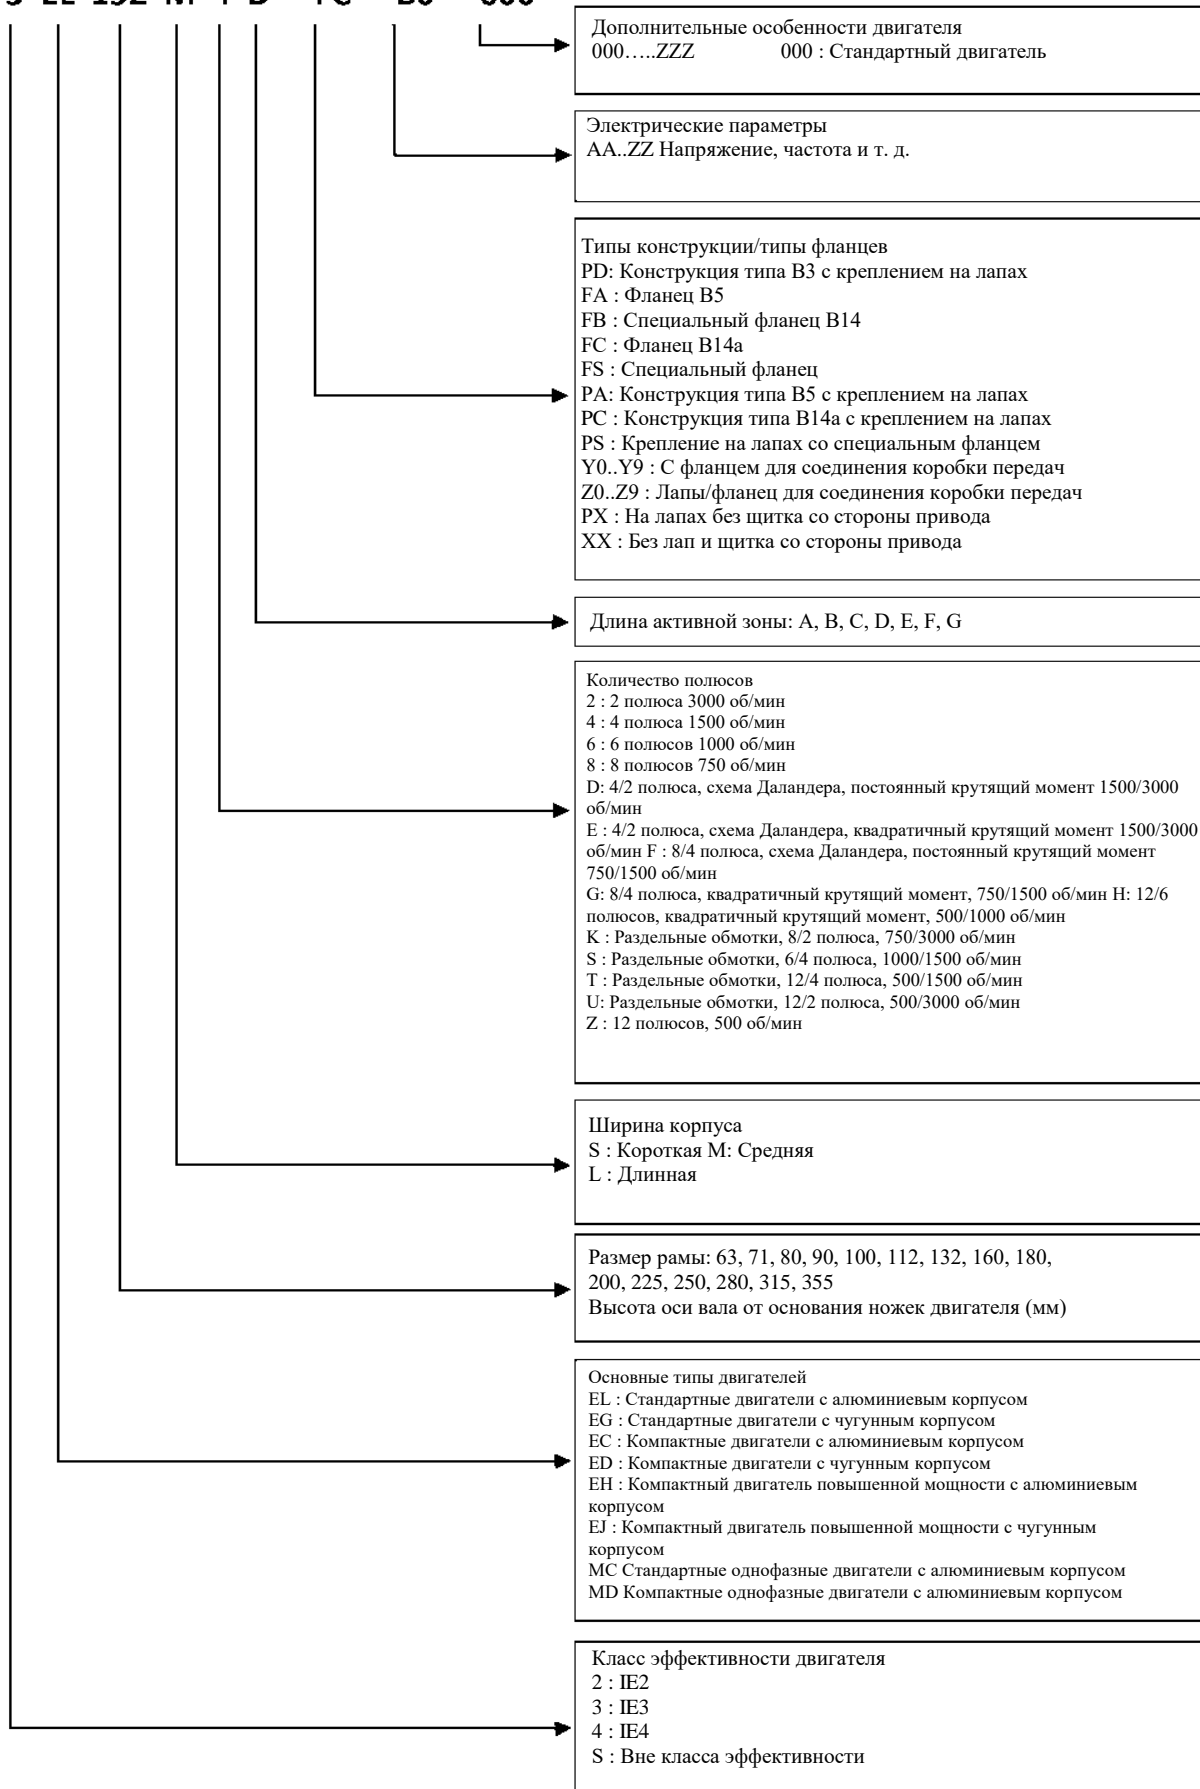 Дополнительные особенности двигателя
000…..ZZZ 000 : Стандартный двигатель
Электрические параметры
AA..ZZ Напряжение, частота и т. д.
Типы конструкции/типы фланцев
PD: Конструкция типа B3 с креплением на лапах
FA : Фланец B5
FB : Специальный фланец B14
FC : Фланец B14a
FS : Специальный фланец
PA: Конструкция типа B5 с креплением на лапах
PC : Конструкция типа B14a с креплением на лапах
PS : Крепление на лапах со специальным фланцем
Y0..Y9 : С фланцем для соединения коробки передач
Z0..Z9 : Лапы/фланец для соединения коробки передач
PX : На лапах без щитка со стороны привода
XX : Без лап и щитка со стороны привода
Длина активной зоны: A, B, C, D, E, F, G
Количество полюсов
2 : 2 полюса 3000 об/мин
4 : 4 полюса 1500 об/мин
6 : 6 полюсов 1000 об/мин
8 : 8 полюсов 750 об/мин
D: 4/2 полюса, схема Даландера, постоянный крутящий момент 1500/3000
об/мин
E : 4/2 полюса, схема Даландера, квадратичный крутящий момент 1500/3000
об/мин F : 8/4 полюса, схема Даландера, постоянный крутящий момент
750/1500 об/мин
G: 8/4 полюса, квадратичный крутящий момент, 750/1500 об/мин H: 12/6
полюсов, квадратичный крутящий момент, 500/1000 об/мин
K : Раздельные обмотки, 8/2 полюса, 750/3000 об/мин
S : Раздельные обмотки, 6/4 полюса, 1000/1500 об/мин
T : Раздельные обмотки, 12/4 полюса, 500/1500 об/мин
U: Раздельные обмотки, 12/2 полюса, 500/3000 об/мин
Z : 12 полюсов, 500 об/мин
Ширина корпуса
S : Короткая M: Средняя
L : Длинная
Размер рамы: 63, 71, 80, 90, 100, 112, 132, 160, 180,
200, 225, 250, 280, 315, 355
Высота оси вала от основания ножек двигателя (мм)
Основные типы двигателей
EL : Стандартные двигатели с алюминиевым корпусом
EG : Стандартные двигатели с чугунным корпусом
EC : Компактные двигатели с алюминиевым корпусом
ED : Компактные двигатели с чугунным корпусом
EH : Компактный двигатель повышенной мощности с алюминиевым
корпусом
EJ : Компактный двигатель повышенной мощности с чугунным
корпусом
MC Стандартные однофазные двигатели с алюминиевым корпусом
MD Компактные однофазные двигатели с алюминиевым корпусом
Класс эффективности двигателя
2 : IE2
3 : IE3
4 : IE4
S : Вне класса эффективности